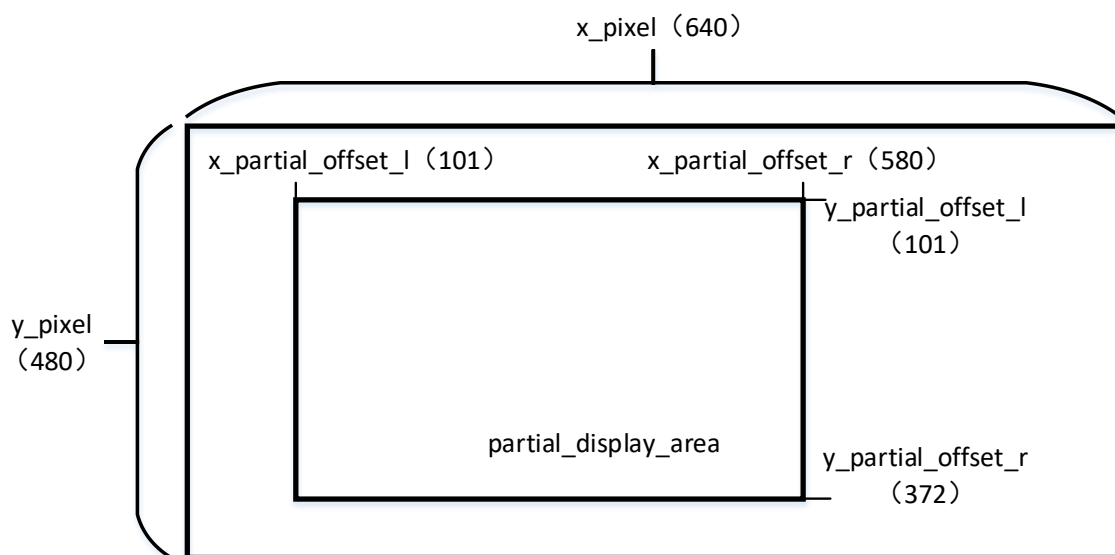 x_pixel（640）
x_partial_offset_l（101）
x_partial_offset_r（580）
y_partial_offset_l
（101）
y_pixel
（480）
partial_display_area
y_partial_offset_r
（372）